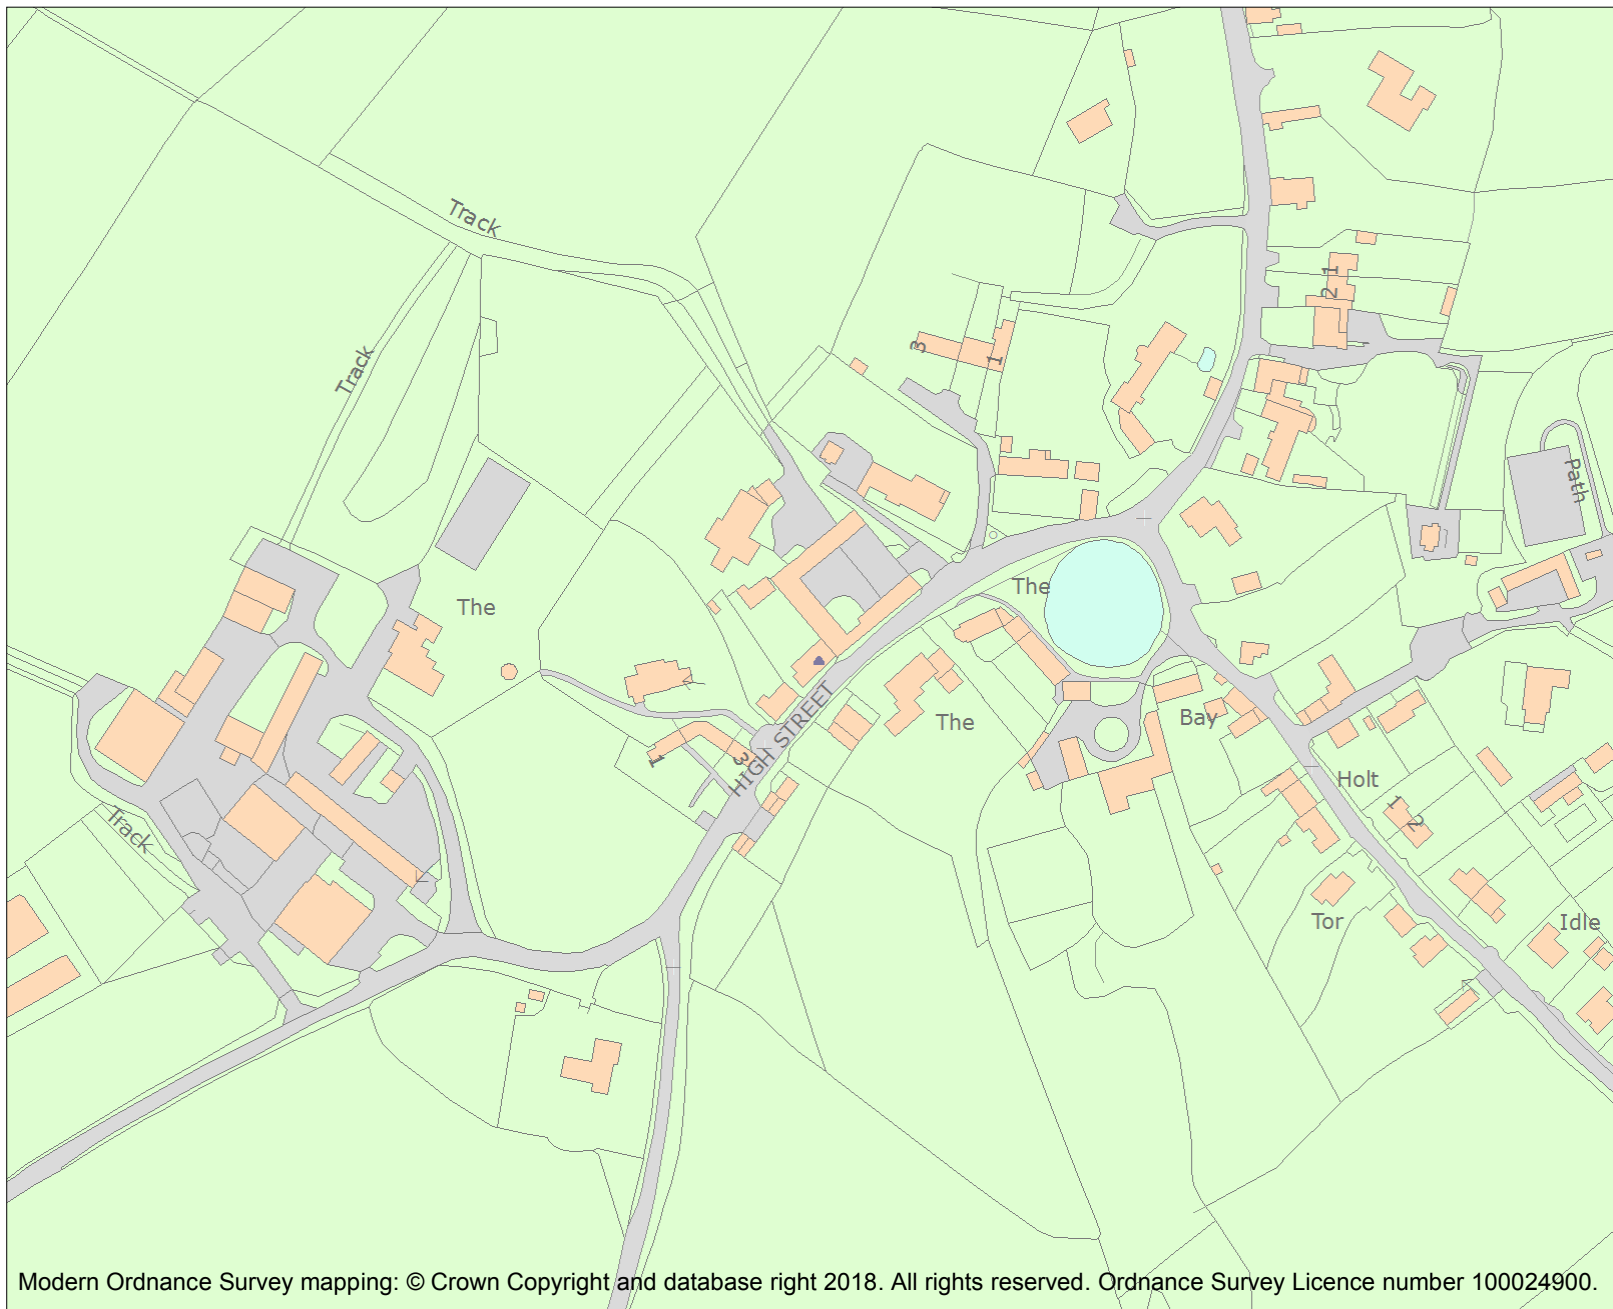 Track
1
2
Track
3
1
Path
The
The
The
Bay
HIGH STREET
1
3
Holt
1
2
Track
Tor
Idle
Modern Ordnance Survey mapping: © Crown Copyright and database right 2018. All rights reserved. Ordnance Survey Licence number 100024900.